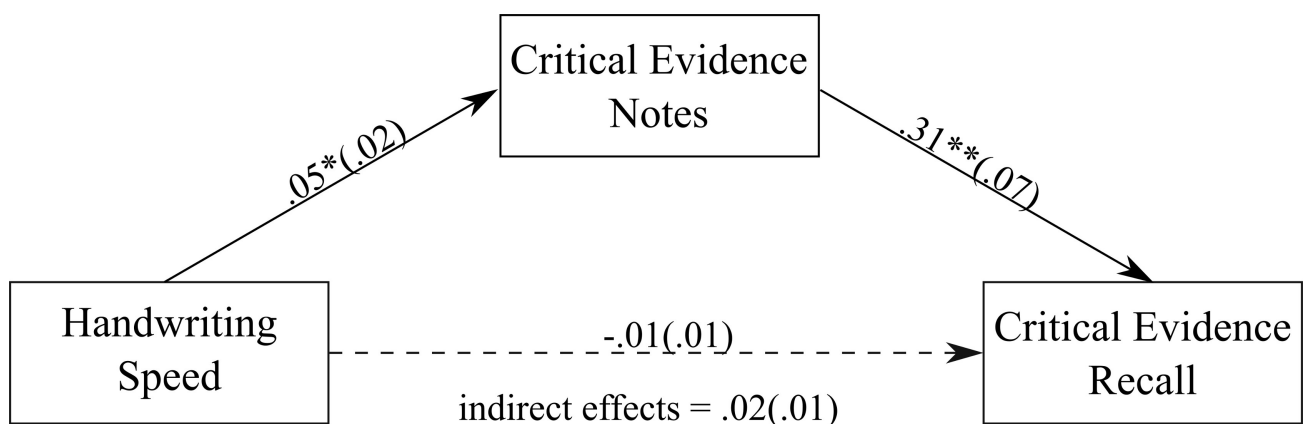 Critical Evidence
Notes
.05*(.02)
.31**(.07)
Handwriting
Speed
-.01(.01)
Critical Evidence
Recall
indirect effects = .02(.01)